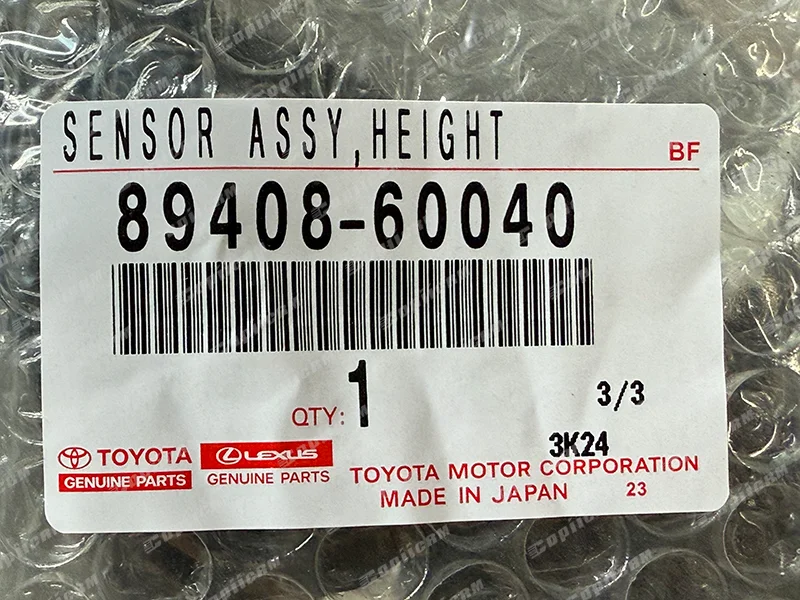 SENSOR ASSY,HEIGHT
BF
89408-60040
QTY: 1
3/3
3K24
TOYOTA
GENUINE PARTS
LEXUS
GENUINE PARTS
TOYOTA MOTOR CORPORATION
MADE IN JAPAN 23